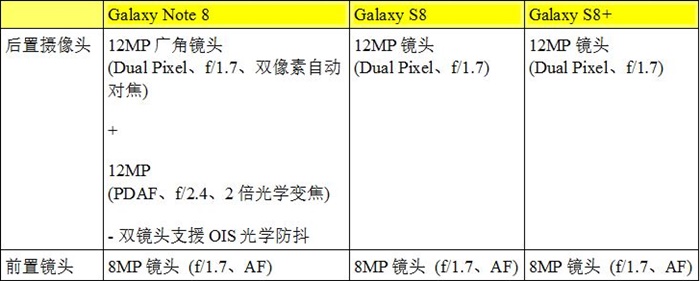 Galaxy Note 8 Galaxy S8 Galaxy S8+
后置摄像头 12MP 广角镜头 12MP 镜头 12MP 镜头
(Dual Pixel、f/1.7、双像素自动 (Dual Pixel、f/1.7) (Dual Pixel、f/1.7)
对焦)
+
12MP
(PDAF、f/2.4、2 倍光学变焦)
- 双镜头支援 OIS 光学防抖
前置镜头 8MP 镜头 (f/1.7、AF) 8MP 镜头 (f/1.7、AF) 8MP 镜头 (f/1.7、AF)